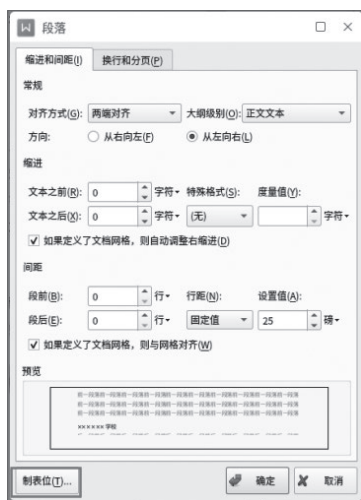 段落
缩进和间距(I) 换行和分页(P)
常规
对齐方式(G): 两端对齐 大纲级别(O): 正文文本
方向: 从右向左(F) 从左向右(L)
缩进
文本之前(R): 0 字符 特殊格式(S): 度量值(Y):
文本之后(X): 0 字符 (无) 字符
如果定义了文档网格，则自动调整右缩进(D)
间距
段前(B): 0 行 行距(N): 设置值(A):
段后(E): 0 行 固定值 25 磅
如果定义了文档网格，则与网格对齐(W)
预览
××××××学校
制表位(T)... 确定 取消